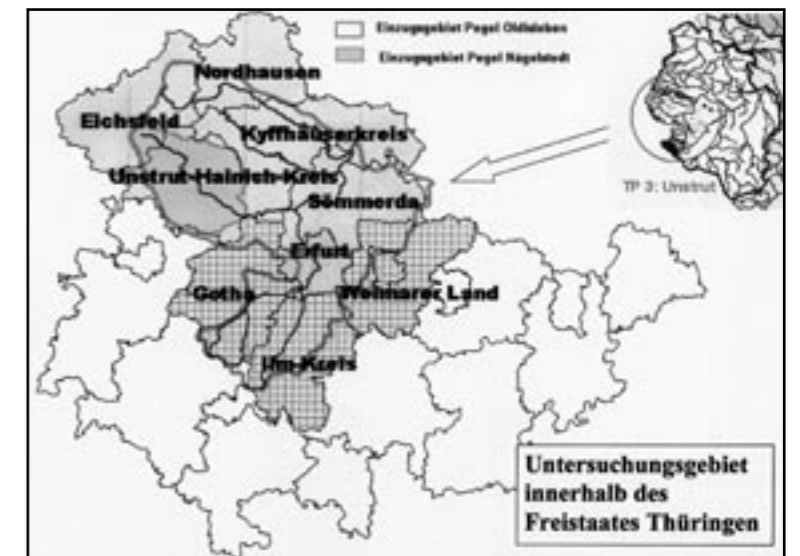 Einzugsgebiet Pegel Oldisleben
Einzugsgebiet Pegel Nägelstedt
Nordhausen
Eichsfeld
Kyffhäuserkreis
Unstrut-Hainich-Kreis
Sömmerda
Erfurt
Gotha
Weimarer Land
Ilm-Kreis
TP 3: Unstrut
Untersuchungsgebiet
innerhalb des
Freistaates Thüringen